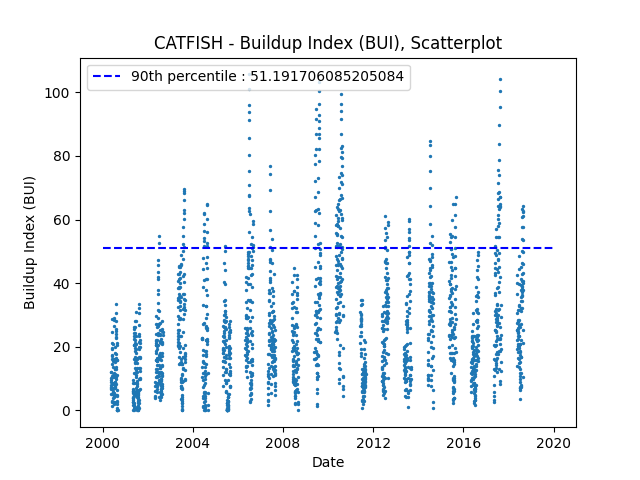 CATFISH - Buildup Index (BUI), Scatterplot
90th percentile : 51.191706085205084
100
80
60
40
20
0
Buildup Index (BUI)
2000 2004 2008 2012 2016 2020
Date